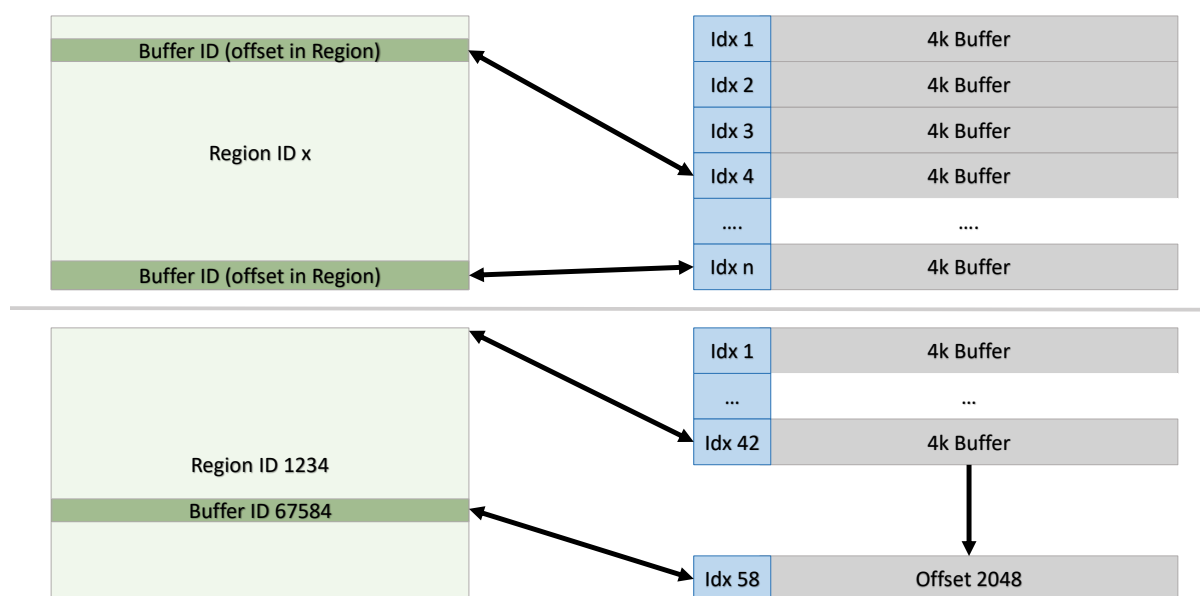 Buffer ID (offset in Region)
Region ID x
Buffer ID (offset in Region)
Idx 1 4k Buffer
Idx 2 4k Buffer
Idx 3 4k Buffer
Idx 4 4k Buffer
.... ....
Idx n 4k Buffer
Region ID 1234
Buffer ID 67584
Idx 1 4k Buffer
... ...
Idx 42 4k Buffer
Idx 58 Offset 2048